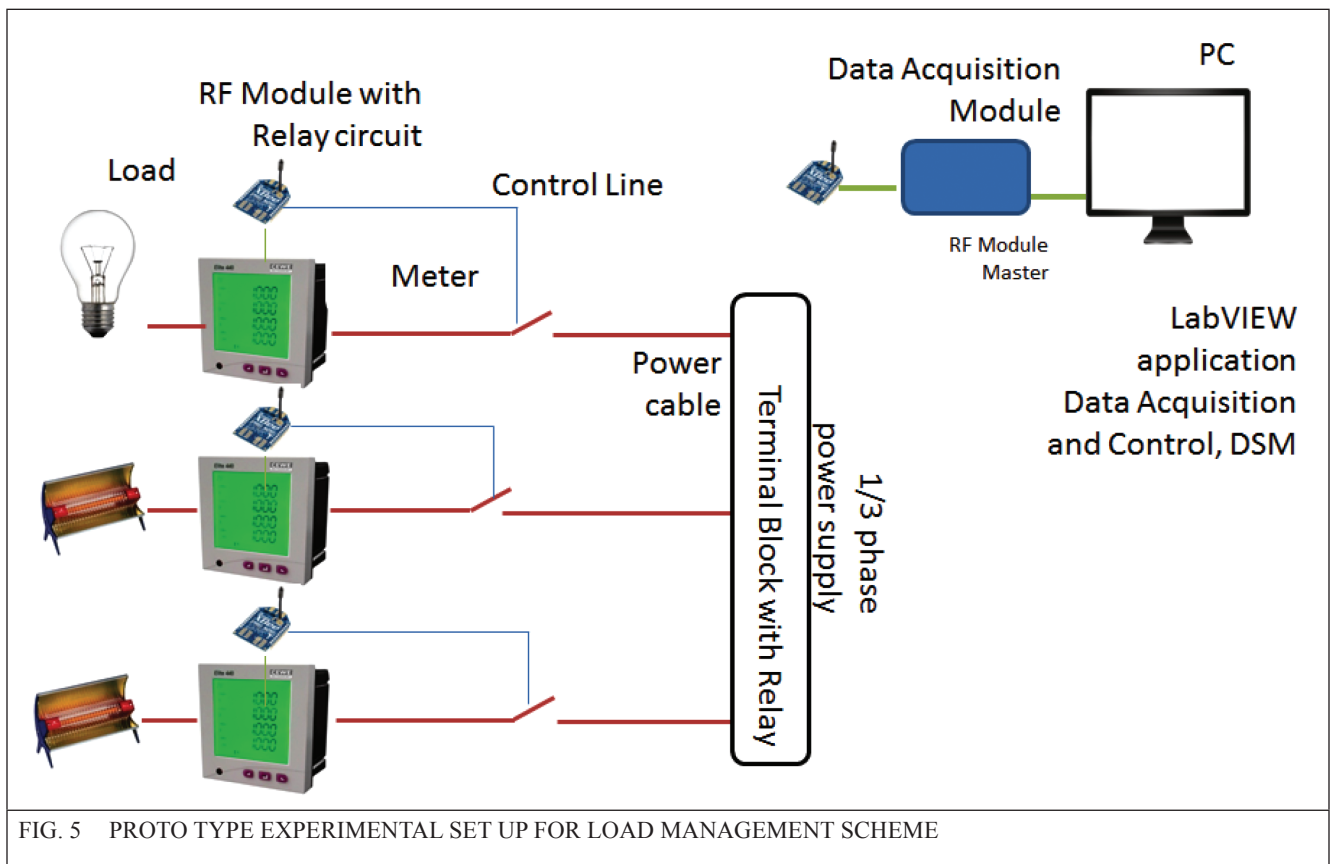 RF Module with
Relay circuit
Load
Control Line
Meter
Power
cable
Terminal Block with Relay
1/3 phase
power supply
Data Acquisition
Module
PC
RF Module
Master
LabVIEW
application
Data Acquisition
and Control, DSM
FIG. 5 PROTO TYPE EXPERIMENTAL SET UP FOR LOAD MANAGEMENT SCHEME